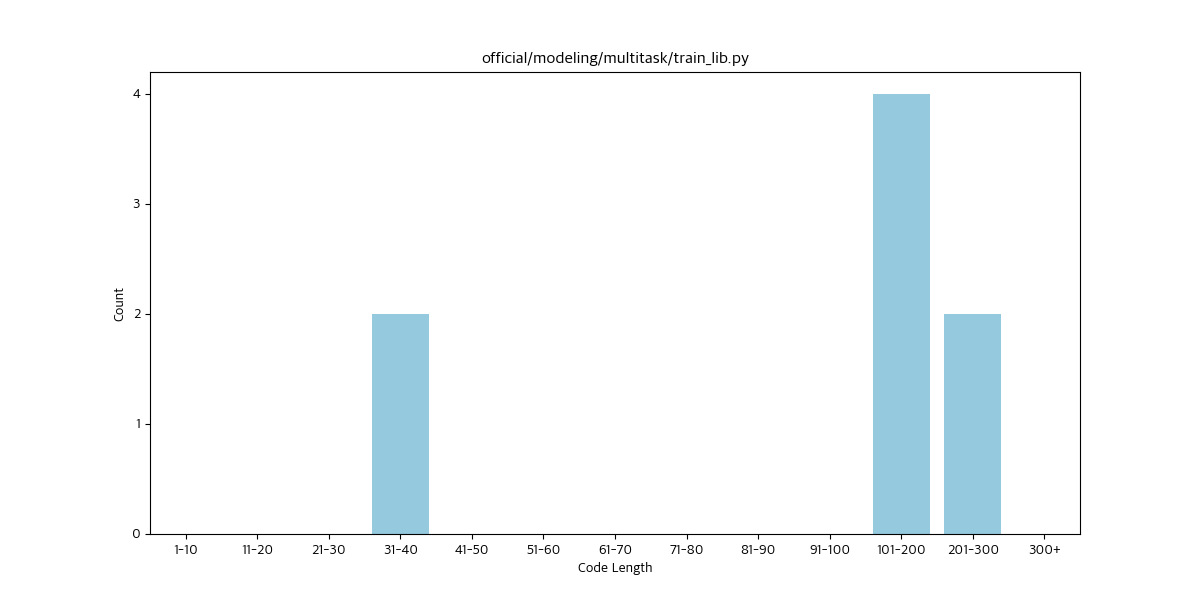 official/modeling/multitask/train_lib.py
Count
4
3
2
1
0
1-10 11-20 21-30 31-40 41-50 51-60 61-70 71-80 81-90 91-100 101-200 201-300 300+
Code Length